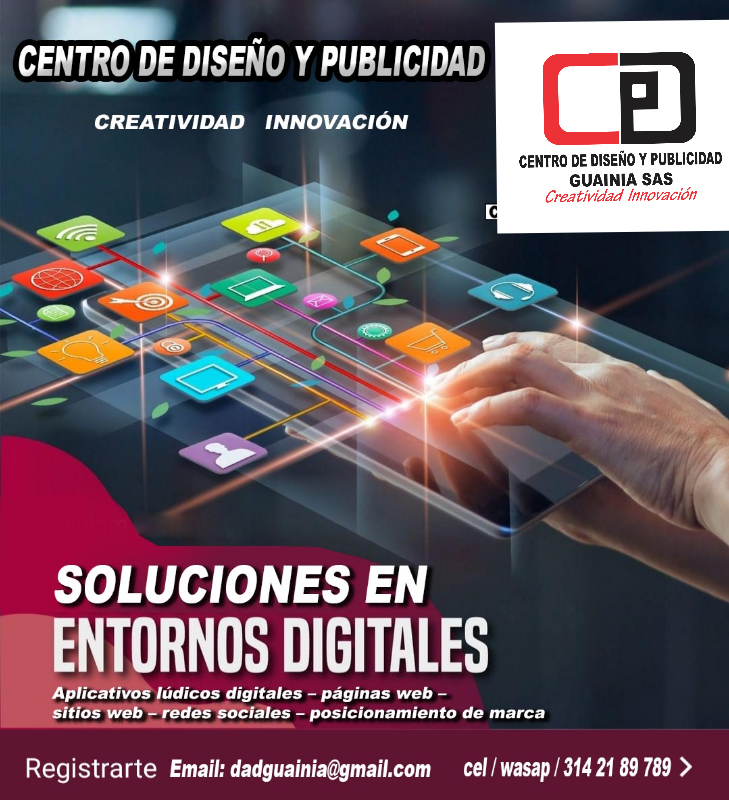 CENTRO DE DISEÑO Y PUBLICIDAD
CREATIVIDAD INNOVACIÓN
CENTRO DE DISEÑO Y PUBLICIDAD
GUAINIA SAS
Creatividad Innovación
SOLUCIONES EN
ENTORNOS DIGITALES
Aplicativos lúdicos digitales – páginas web –
sitios web – redes sociales – posicionamiento de marca
Registrarte Email: dadguainia@gmail.com cel / wasap / 314 21 89 789